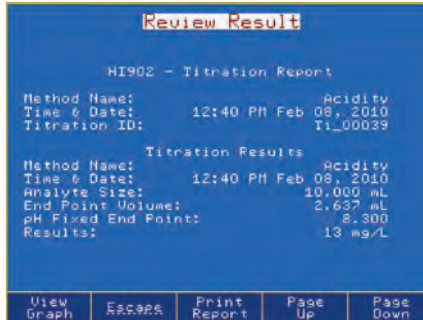 Review Result
HI902 - Titration Report
Method Name: Acidity
Time & Date: 12:40 PM Feb 08, 2010
Titration ID: Ti_00039
Titration Results
Method Name: Acidity
Time & Date: 12:40 PM Feb 08, 2010
Analyte Size: 10.000 mL
End Point Volume: 2.637 mL
pH Fixed End Point: 8.300
Results: 13 mg/L
View Graph Escape Print Report Page Up Page Down